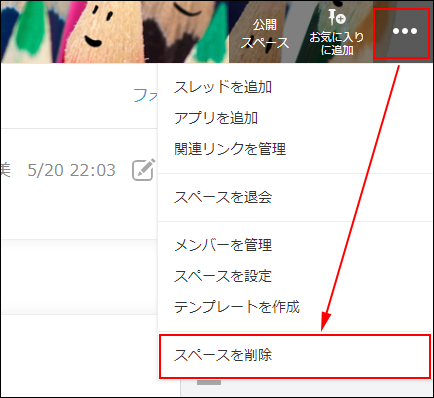 公開
スペース
お気に入り
に追加
スレッドを追加
フォ
アプリを追加
関連リンクを管理
美 5/20 22:03
スペースを退会
メンバーを管理
スペースを設定
テンプレートを作成
スペースを削除